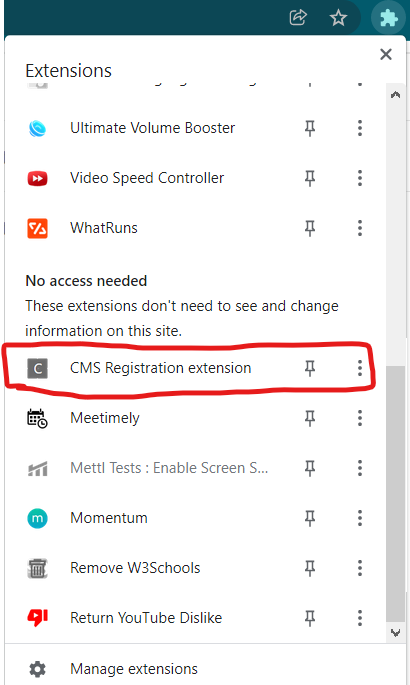 Extensions
Ultimate Volume Booster
Video Speed Controller
WhatRuns
No access needed
These extensions don't need to see and change
information on this site.
C CMS Registration extension
Meetimely
Mettl Tests : Enable Screen S...
m Momentum
Remove W3Schools
Return YouTube Dislike
Manage extensions